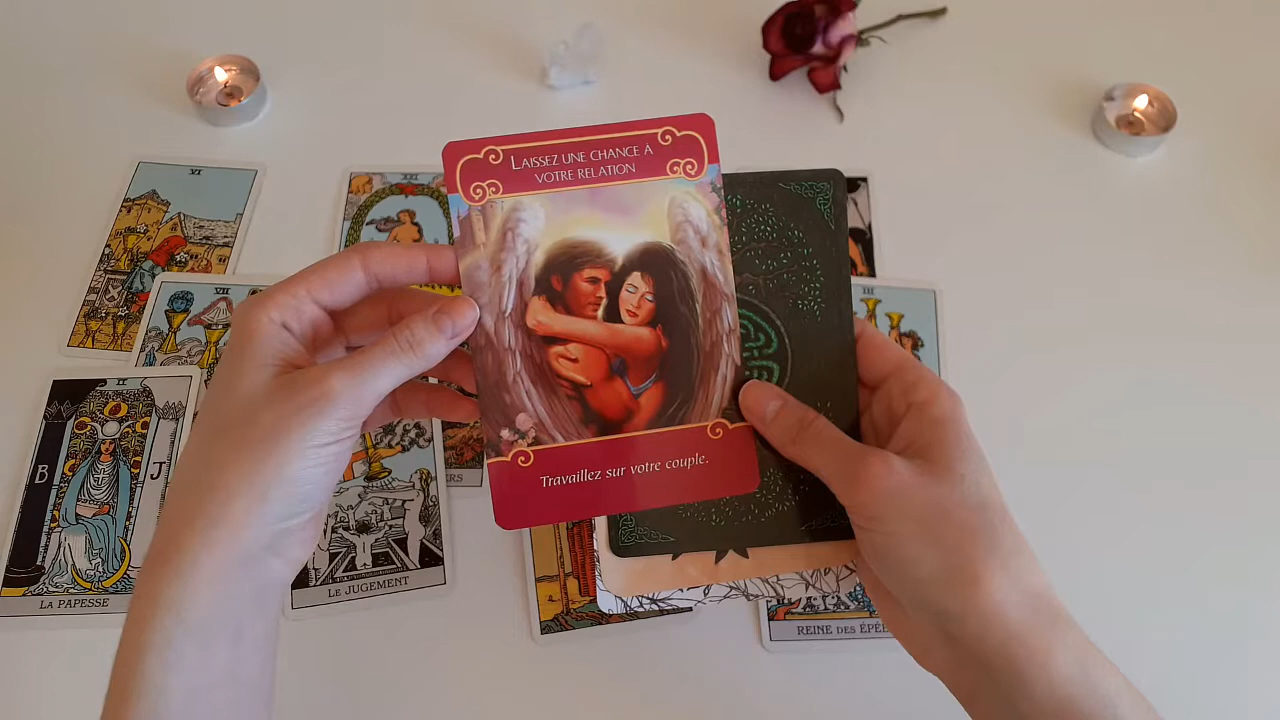 LAISSEZ UNE CHANCE À
VOTRE RELATION
Travaillez sur votre couple.
VI
XXI
VII
III
II
B
J
LA PAPESSE
LE JUGEMENT
REINE DES